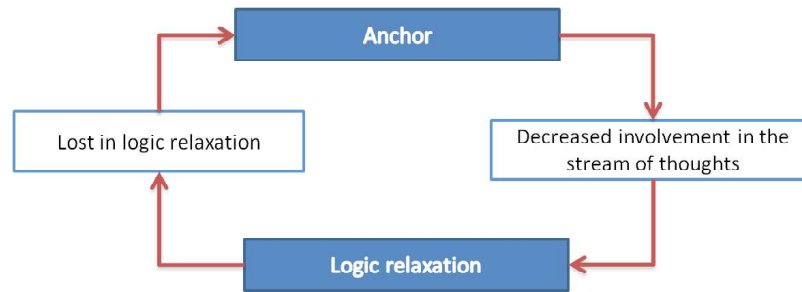 Anchor
Lost in logic relaxation
Decreased involvement in the
stream of thoughts
Logic relaxation